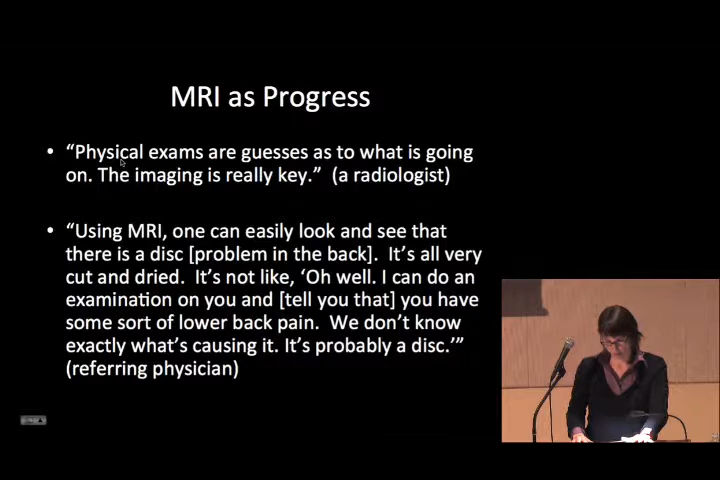 MRI as Progress
• “Physical exams are guesses as to what is going
on. The imaging is really key.” (a radiologist)
• “Using MRI, one can easily look and see that
there is a disc [problem in the back]. It’s all very
cut and dried. It’s not like, ‘Oh well. I can do an
examination on you and [tell you that] you have
some sort of lower back pain. We don’t know
exactly what’s causing it. It’s probably a disc.’”
(referring physician)